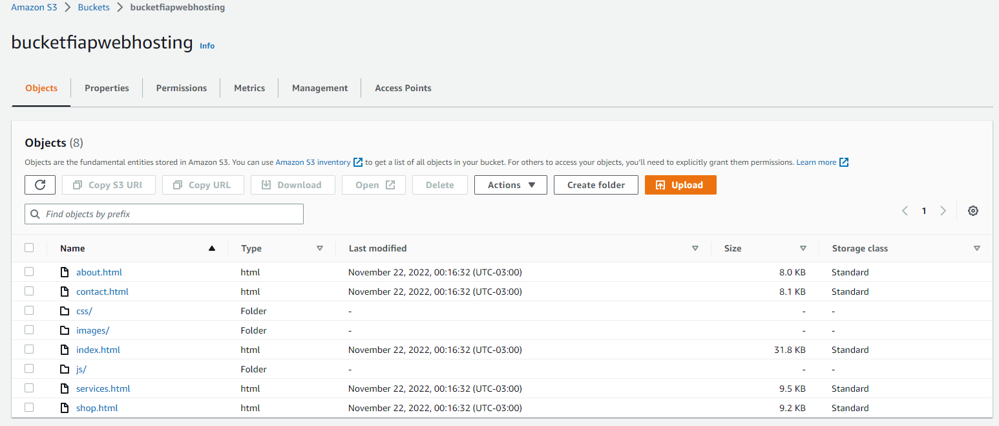 Amazon S3 > Buckets > bucketfiapwebhosting
bucketfiapwebhosting Info
Objects Properties Permissions Metrics Management Access Points
Objects (8)
Objects are the fundamental entities stored in Amazon S3. You can use Amazon S3 inventory to get a list of all objects in your bucket. For others to access your objects, you'll need to explicitly grant them permissions. Learn more
Copy S3 URI Copy URL Download Open Delete Actions Create folder Upload
Find objects by prefix
1
Name Type Last modified Size Storage class
about.html html November 22, 2022, 00:16:32 (UTC-03:00) 8.0 KB Standard
contact.html html November 22, 2022, 00:16:32 (UTC-03:00) 8.1 KB Standard
css/ Folder - - -
images/ Folder - - -
index.html html November 22, 2022, 00:16:32 (UTC-03:00) 31.8 KB Standard
js/ Folder - - -
services.html html November 22, 2022, 00:16:32 (UTC-03:00) 9.5 KB Standard
shop.html html November 22, 2022, 00:16:32 (UTC-03:00) 9.2 KB Standard